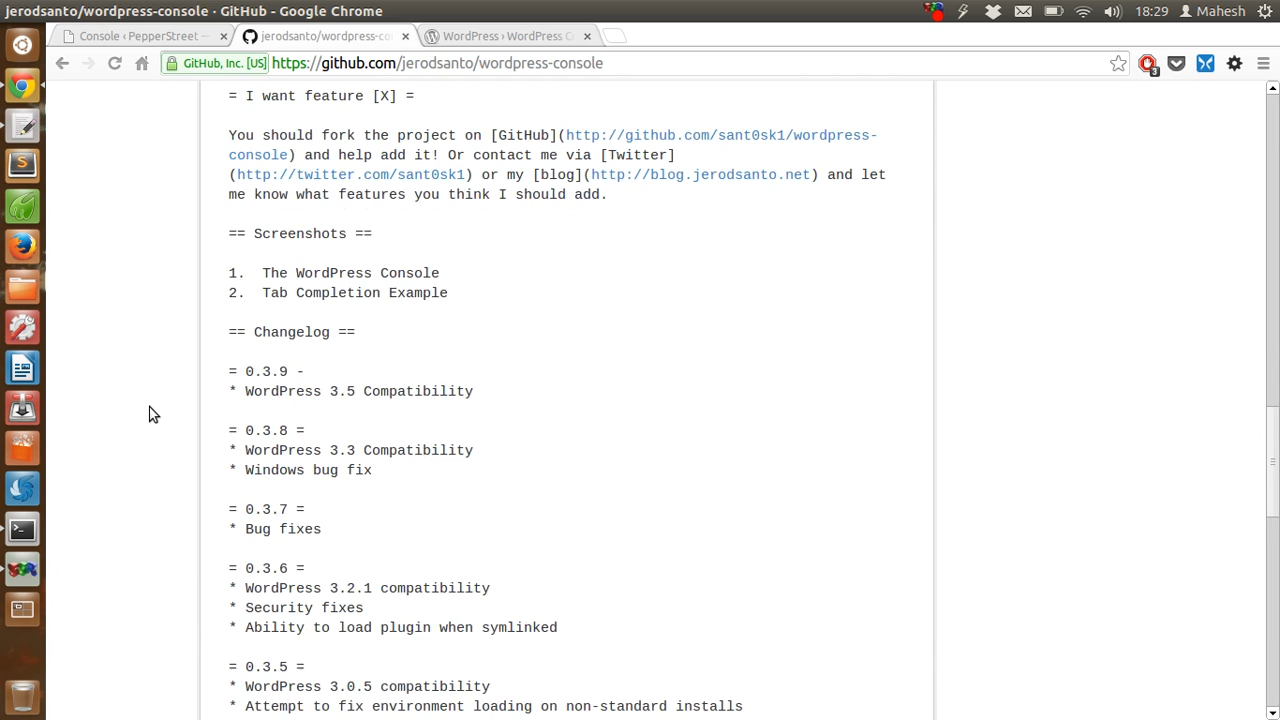 jerodsanto/wordpress-console · GitHub - Google Chrome
18:29
Mahesh
Console ‹ PepperStreet —
jerodsanto/wordpress-co
WordPress › WordPress C
GitHub, Inc. [US]
https://github.com/jerodsanto/wordpress-console
3
= I want feature [X] =
You should fork the project on [GitHub](http://github.com/sant0sk1/wordpress-
console) and help add it! Or contact me via [Twitter]
(http://twitter.com/sant0sk1) or my [blog](http://blog.jerodsanto.net) and let
me know what features you think I should add.
== Screenshots ==
1. The WordPress Console
2. Tab Completion Example
== Changelog ==
= 0.3.9 -
* WordPress 3.5 Compatibility
= 0.3.8 =
* WordPress 3.3 Compatibility
* Windows bug fix
= 0.3.7 =
* Bug fixes
= 0.3.6 =
* WordPress 3.2.1 compatibility
* Security fixes
* Ability to load plugin when symlinked
= 0.3.5 =
* WordPress 3.0.5 compatibility
* Attempt to fix environment loading on non-standard installs